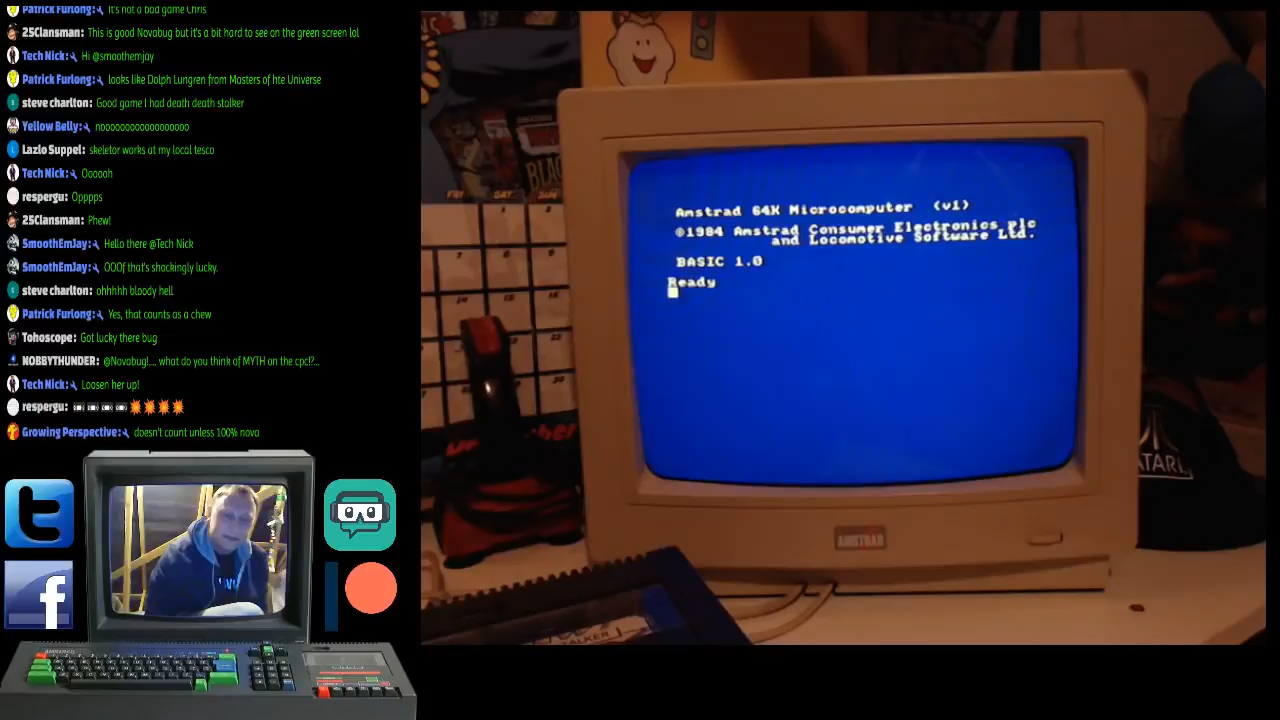 Patrick Furlong: It's not a bad game Chris
25Clansman: This is good Novabug but it's a bit hard to see on the green screen lol
Tech Nick: Hi @smoothemjay
Patrick Furlong: looks like Dolph Lungren from Masters of hte Universe
steve charlton: Good game I had death death stalker
Yellow Belly: nooooooooooooooooooo
Lazlo Suppel: skeletor works at my local tesco
Tech Nick: Oooooh
respergu: Oopppps
25Clansman: Phew!
SmoothEmJay: Hello there @Tech Nick
SmoothEmJay: OOOf that's shockingly lucky.
steve charlton: ohhhhh bloody hell
Patrick Furlong: Yes, that counts as a chew
Tohoscope: Got lucky there bug
NOBBYTHUNDER: @Novabug!.... what do you think of MYTH on the cpc!?...
Tech Nick: Loosen her up!
respergu:
Growing Perspective: doesn't count unless 100% nova
FRI SAT SUN
BLACK
Amstrad 64K Microcomputer (v1)
©1984 Amstrad Consumer Electronics plc
and Locomotive Software Ltd.
BASIC 1.0
Ready
AMSTRAD
ATARI